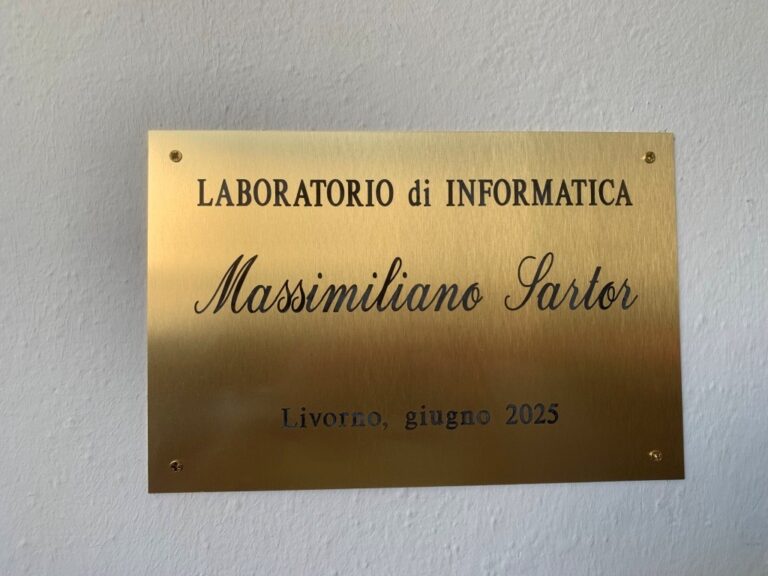 LABORATORIO di INFORMATICA
Massimiliano Sartor
Livorno, giugno 2025